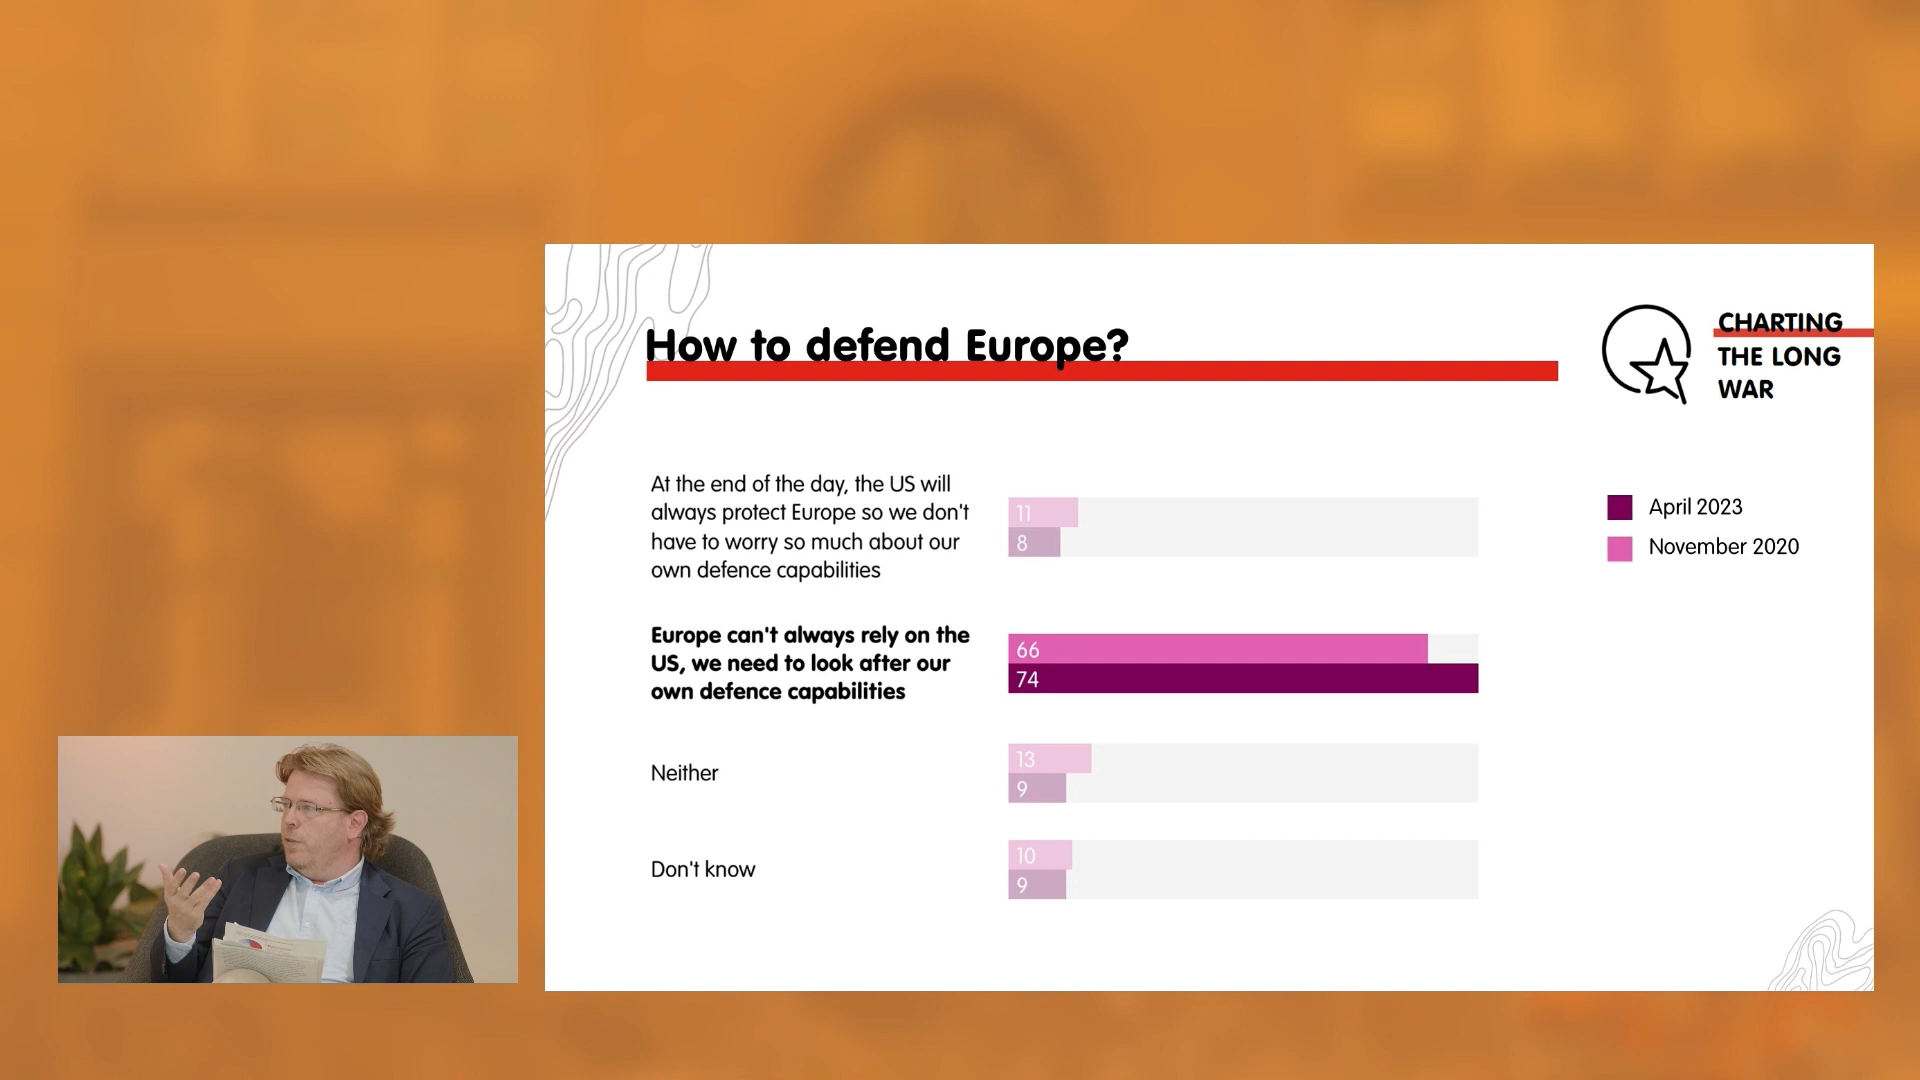 How to defend Europe?
CHARTING
THE LONG
WAR
At the end of the day, the US will
always protect Europe so we don't
have to worry so much about our
own defence capabilities
11
8
Europe can't always rely on the
US, we need to look after our
own defence capabilities
66
74
Neither
13
9
Don't know
10
9
April 2023
November 2020